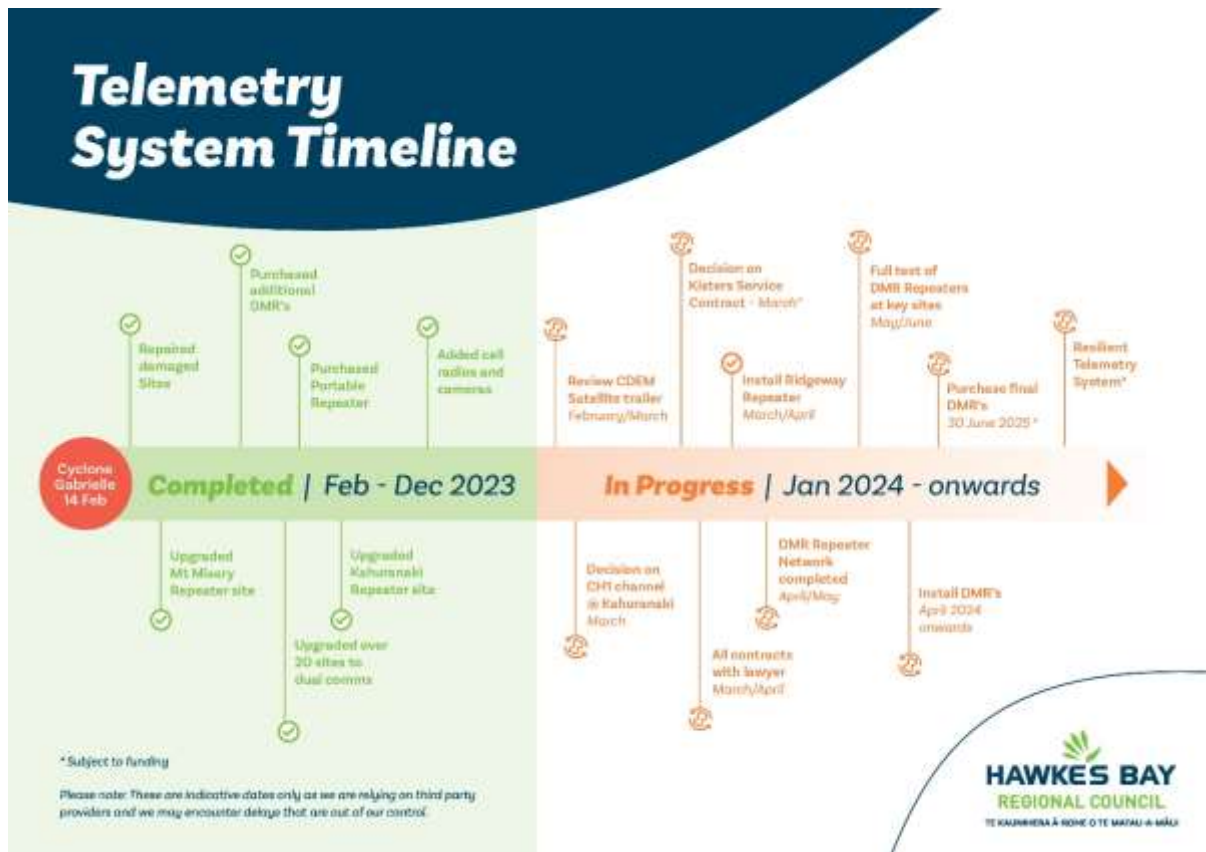 Telemetry
System Timeline
Purchased
additional
DMR's
Repaired
damaged
Sites
Purchased
Portable
Repeater
Added cell
radios and
cameras
Decision on
Kisters Service
Contract - March*
Full test of
DMR Repeaters
at key sites
May/June
Review CDEM
Satellite trailer
February/March
Install Ridgeway
Repeater
March/April
Purchase final
DMR's
30 June 2025 *
Resilient
Telemetry
System*
Cyclone
Gabrielle
14 Feb
Completed | Feb - Dec 2023
In Progress | Jan 2024 - onwards
Upgraded
Mt Misery
Repeater site
Upgraded
Kahuranaki
Repeater site
Upgraded over
20 sites to
dual comms
Decision on
CH1 channel
@ Kahuranaki
March
All contracts
with lawyer
March/April
DMR Repeater
Network
completed
April/May
Install DMR's
April 2024
onwards
* Subject to funding
Please note: These are indicative dates only as we are relying on third party
providers and we may encounter delays that are out of our control.
HAWKES BAY
REGIONAL COUNCIL
TE KAUNIHERA Ā-ROHE O TE MATAU-A-MĀUI